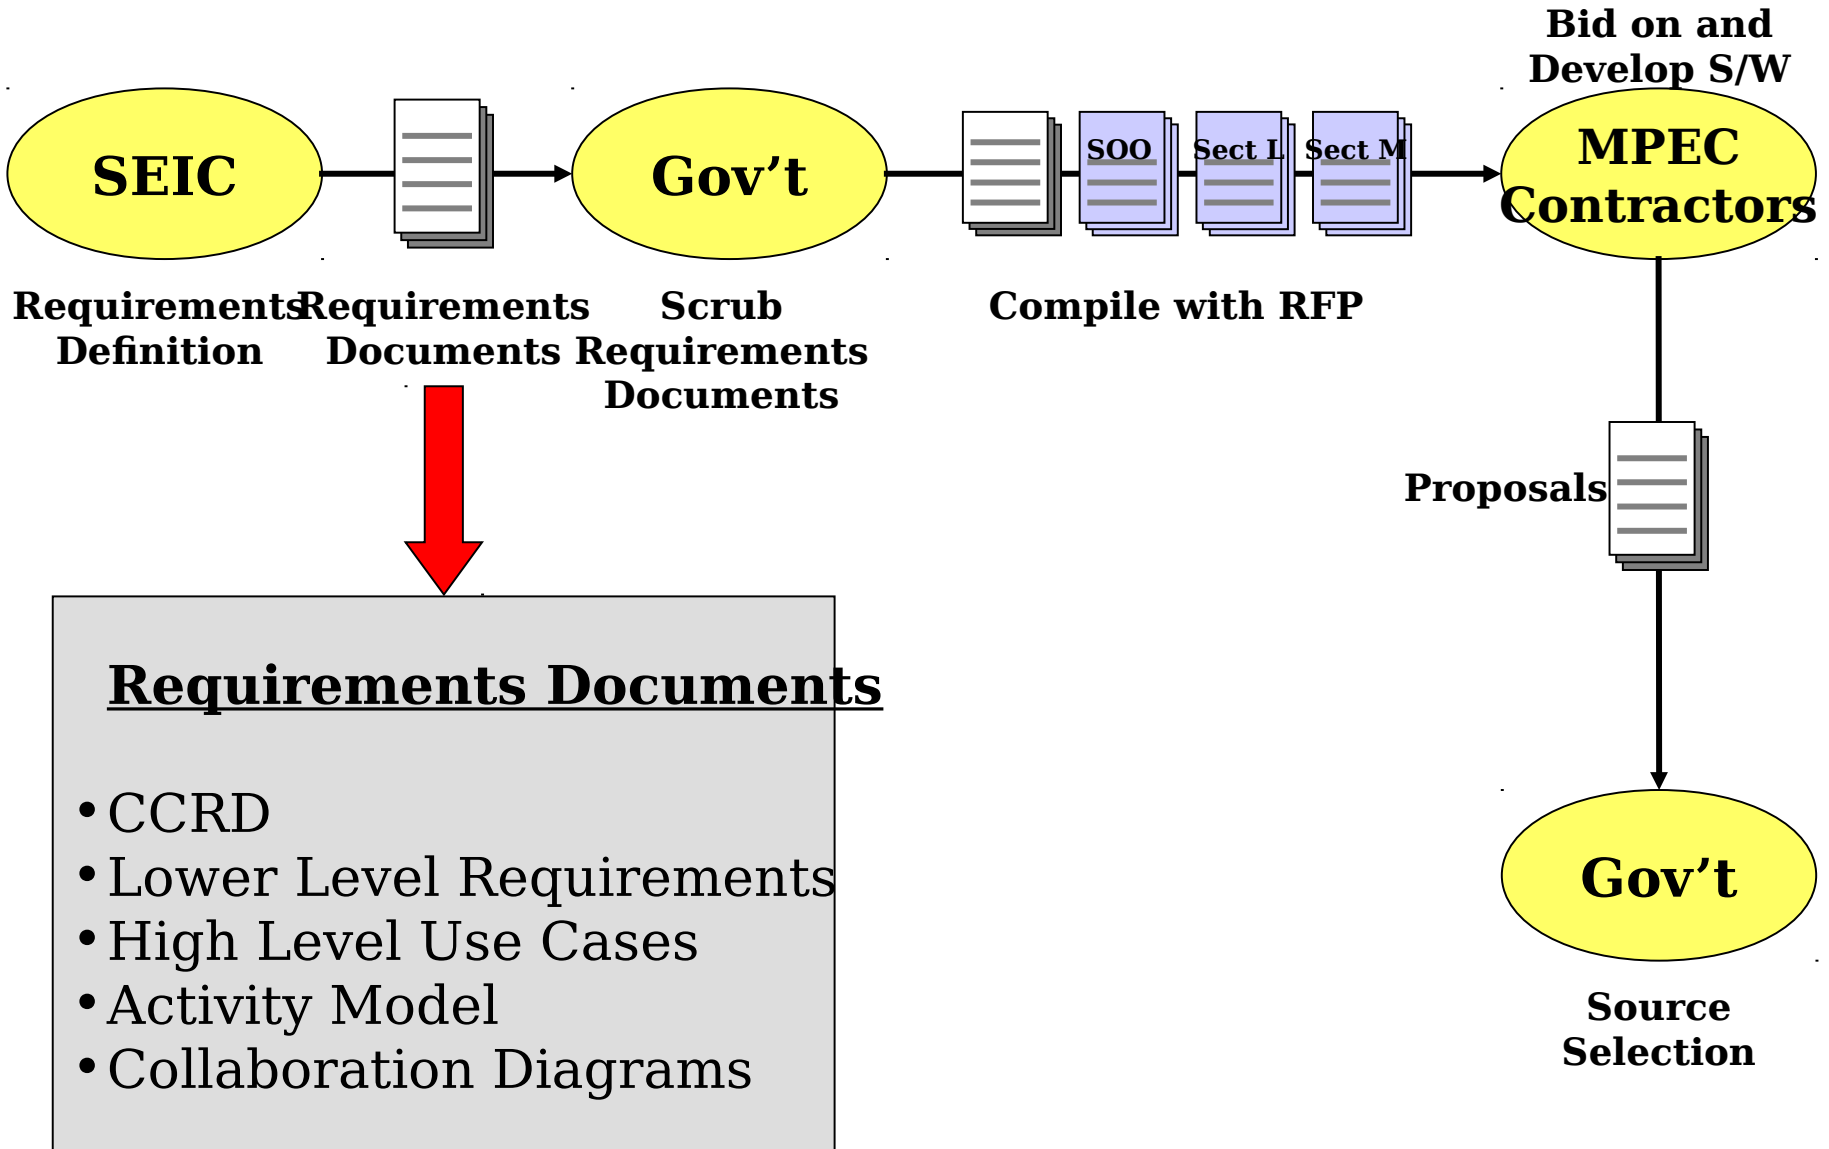 Bid on and
Develop S/W
SEIC
Gov’t
SOO
Sect L
Sect M
MPEC
Contractors
Requirements
Definition
Requirements
Documents
Scrub
Requirements
Documents
Compile with RFP
Proposals
Requirements Documents
• CCRD
• Lower Level Requirements
• High Level Use Cases
• Activity Model
• Collaboration Diagrams
Gov’t
Source
Selection